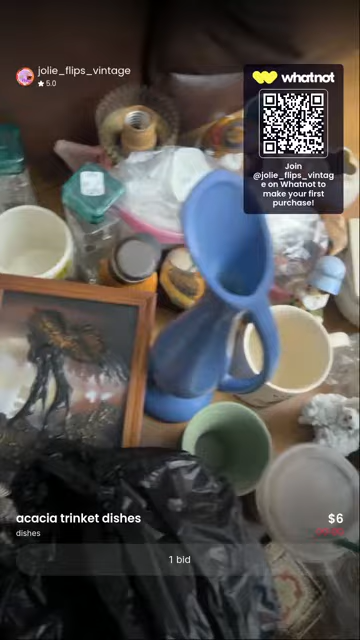 jolie_flips_vintage
★ 5.0
whatnot
Join
@jolie_flips_vintag
e on Whatnot to
make your first
purchase!
acacia trinket dishes
$6
dishes
1 bid